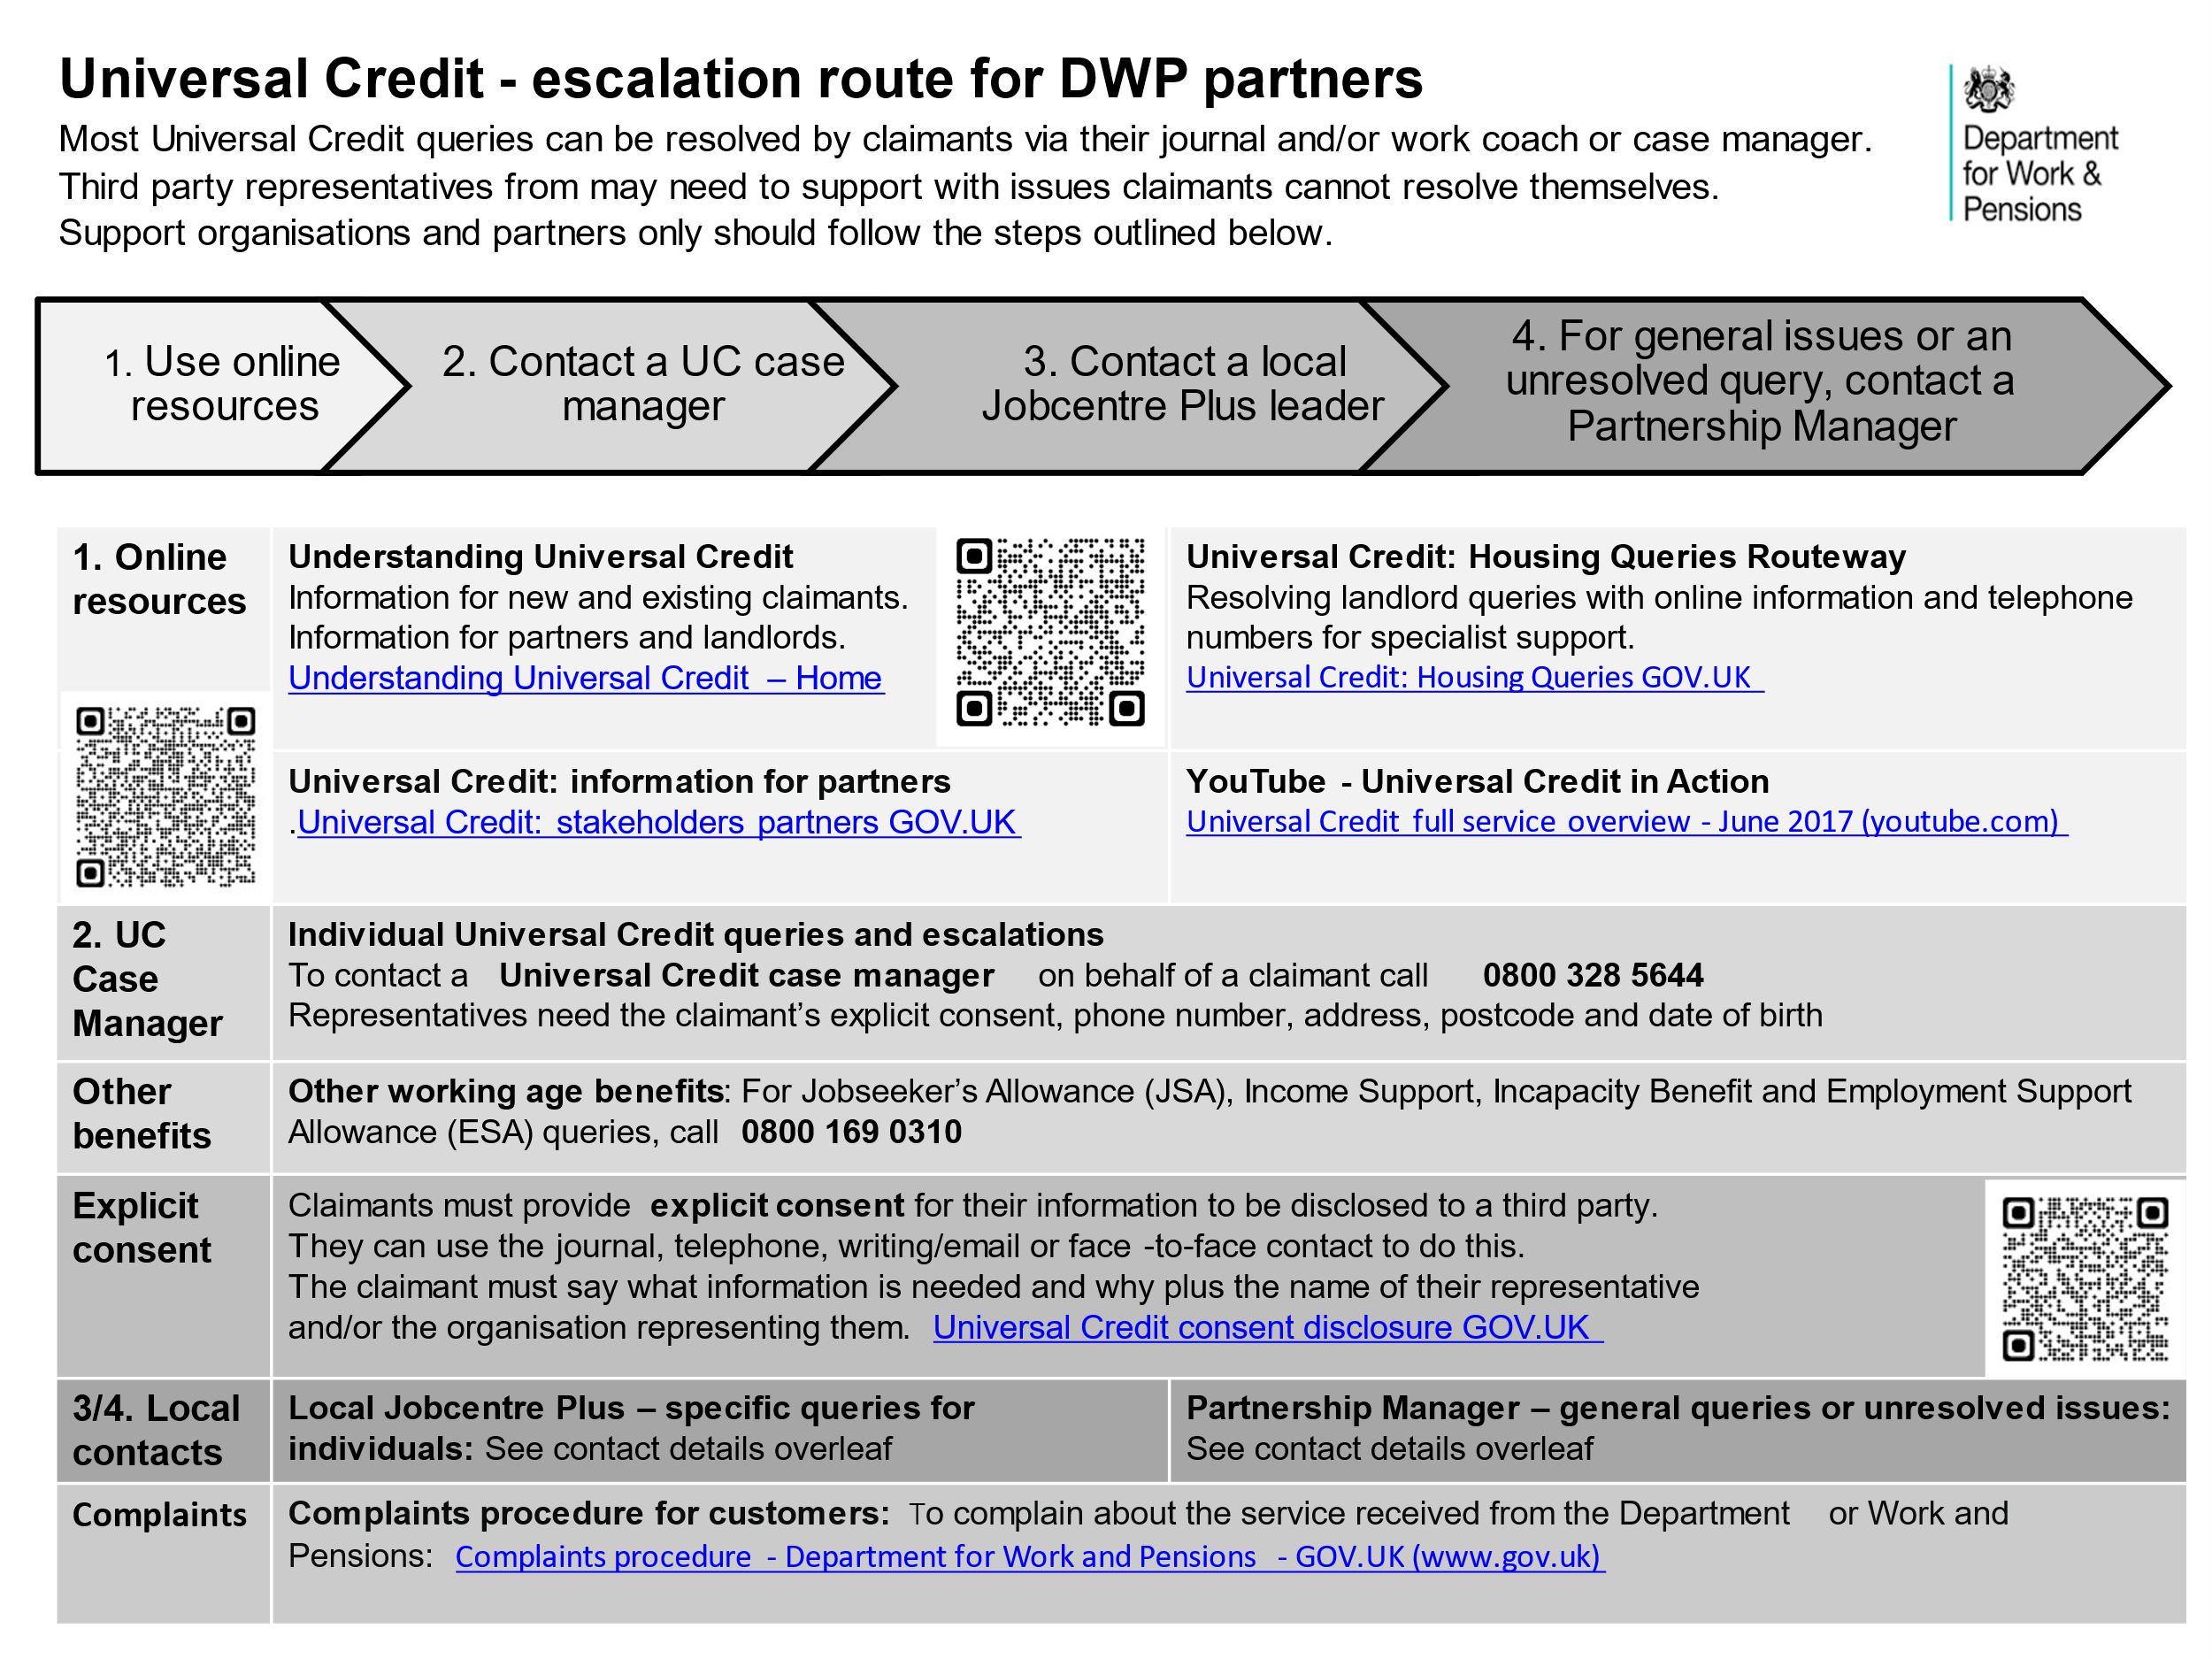 Universal Credit - escalation route for DWP partners
Most Universal Credit queries can be resolved by claimants via their journal and/or work coach or case manager.
Third party representatives from may need to support with issues claimants cannot resolve themselves.
Support organisations and partners only should follow the steps outlined below.
Department
for Work &
Pensions
1. Use online
resources
2. Contact a UC case
manager
3. Contact a local
Jobcentre Plus leader
4. For general issues or an
unresolved query, contact a
Partnership Manager
1. Online
resources
Understanding Universal Credit
Information for new and existing claimants.
Information for partners and landlords.
Understanding Universal Credit – Home
Universal Credit: Housing Queries Routeway
Resolving landlord queries with online information and telephone
numbers for specialist support.
Universal Credit: Housing Queries GOV.UK
Universal Credit: information for partners
.Universal Credit: stakeholders partners GOV.UK
YouTube - Universal Credit in Action
Universal Credit full service overview - June 2017 (youtube.com)
2. UC
Case
Manager
Individual Universal Credit queries and escalations
To contact a Universal Credit case manager on behalf of a claimant call 0800 328 5644
Representatives need the claimant’s explicit consent, phone number, address, postcode and date of birth
Other
benefits
Other working age benefits: For Jobseeker’s Allowance (JSA), Income Support, Incapacity Benefit and Employment Support
Allowance (ESA) queries, call 0800 169 0310
Explicit
consent
Claimants must provide explicit consent for their information to be disclosed to a third party.
They can use the journal, telephone, writing/email or face -to-face contact to do this.
The claimant must say what information is needed and why plus the name of their representative
and/or the organisation representing them. Universal Credit consent disclosure GOV.UK
3/4. Local
contacts
Local Jobcentre Plus – specific queries for
individuals: See contact details overleaf
Partnership Manager – general queries or unresolved issues:
See contact details overleaf
Complaints
Complaints procedure for customers: To complain about the service received from the Department or Work and
Pensions: Complaints procedure - Department for Work and Pensions - GOV.UK (www.gov.uk)